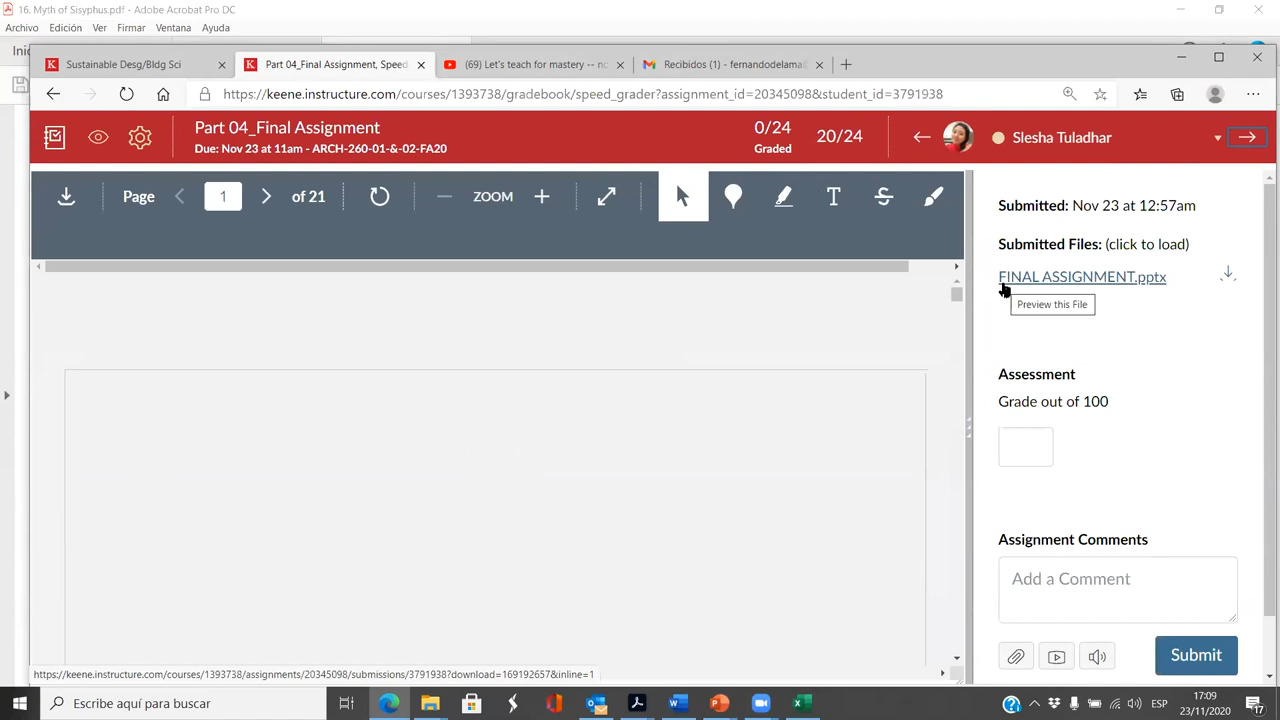 16. Myth of Sisyphus.pdf - Adobe Acrobat Pro DC
Archivo Edición Ver Firmar Ventana Ayuda
Sustainable Desg/Bldg Sci
Part 04_Final Assignment, Speed
(69) Let's teach for mastery -- no
Recibidos (1) - fernandodelama@
https://keene.instructure.com/courses/1393738/gradebook/speed_grader?assignment_id=20345098&student_id=3791938
Part 04_Final Assignment
Due: Nov 23 at 11am - ARCH-260-01-&-02-FA20
0/24
Graded
20/24
Slesha Tuladhar
Page 1 of 21
ZOOM
T
Submitted: Nov 23 at 12:57am
Submitted Files: (click to load)
FINAL ASSIGNMENT.pptx
Preview this File
Assessment
Grade out of 100
Assignment Comments
Add a Comment
Submit
https://keene.instructure.com/courses/1393738/assignments/20345098/submissions/3791938?download=169192657&inline=1
Escribe aquí para buscar
ESP
17:09
23/11/2020
17